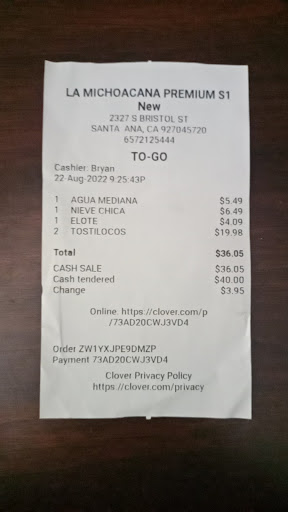 LA MICHOACANA PREMIUM S1
New
2327 S BRISTOL ST
SANTA ANA, CA 927045720
6572125444
TO-GO
Cashier: Bryan
22-Aug-2022 9:25:43P
1 AGUA MEDIANA $5.49
1 NIEVE CHICA $6.49
1 ELOTE $4.09
2 TOSTILOCOS $19.98
Total $36.05
CASH SALE $36.05
Cash tendered $40.00
Change $3.95
Online: https://clover.com/p
/73AD20CWJ3VD4
Order ZW1YXJPE9DMZP
Payment 73AD20CWJ3VD4
Clover Privacy Policy
https://clover.com/privacy